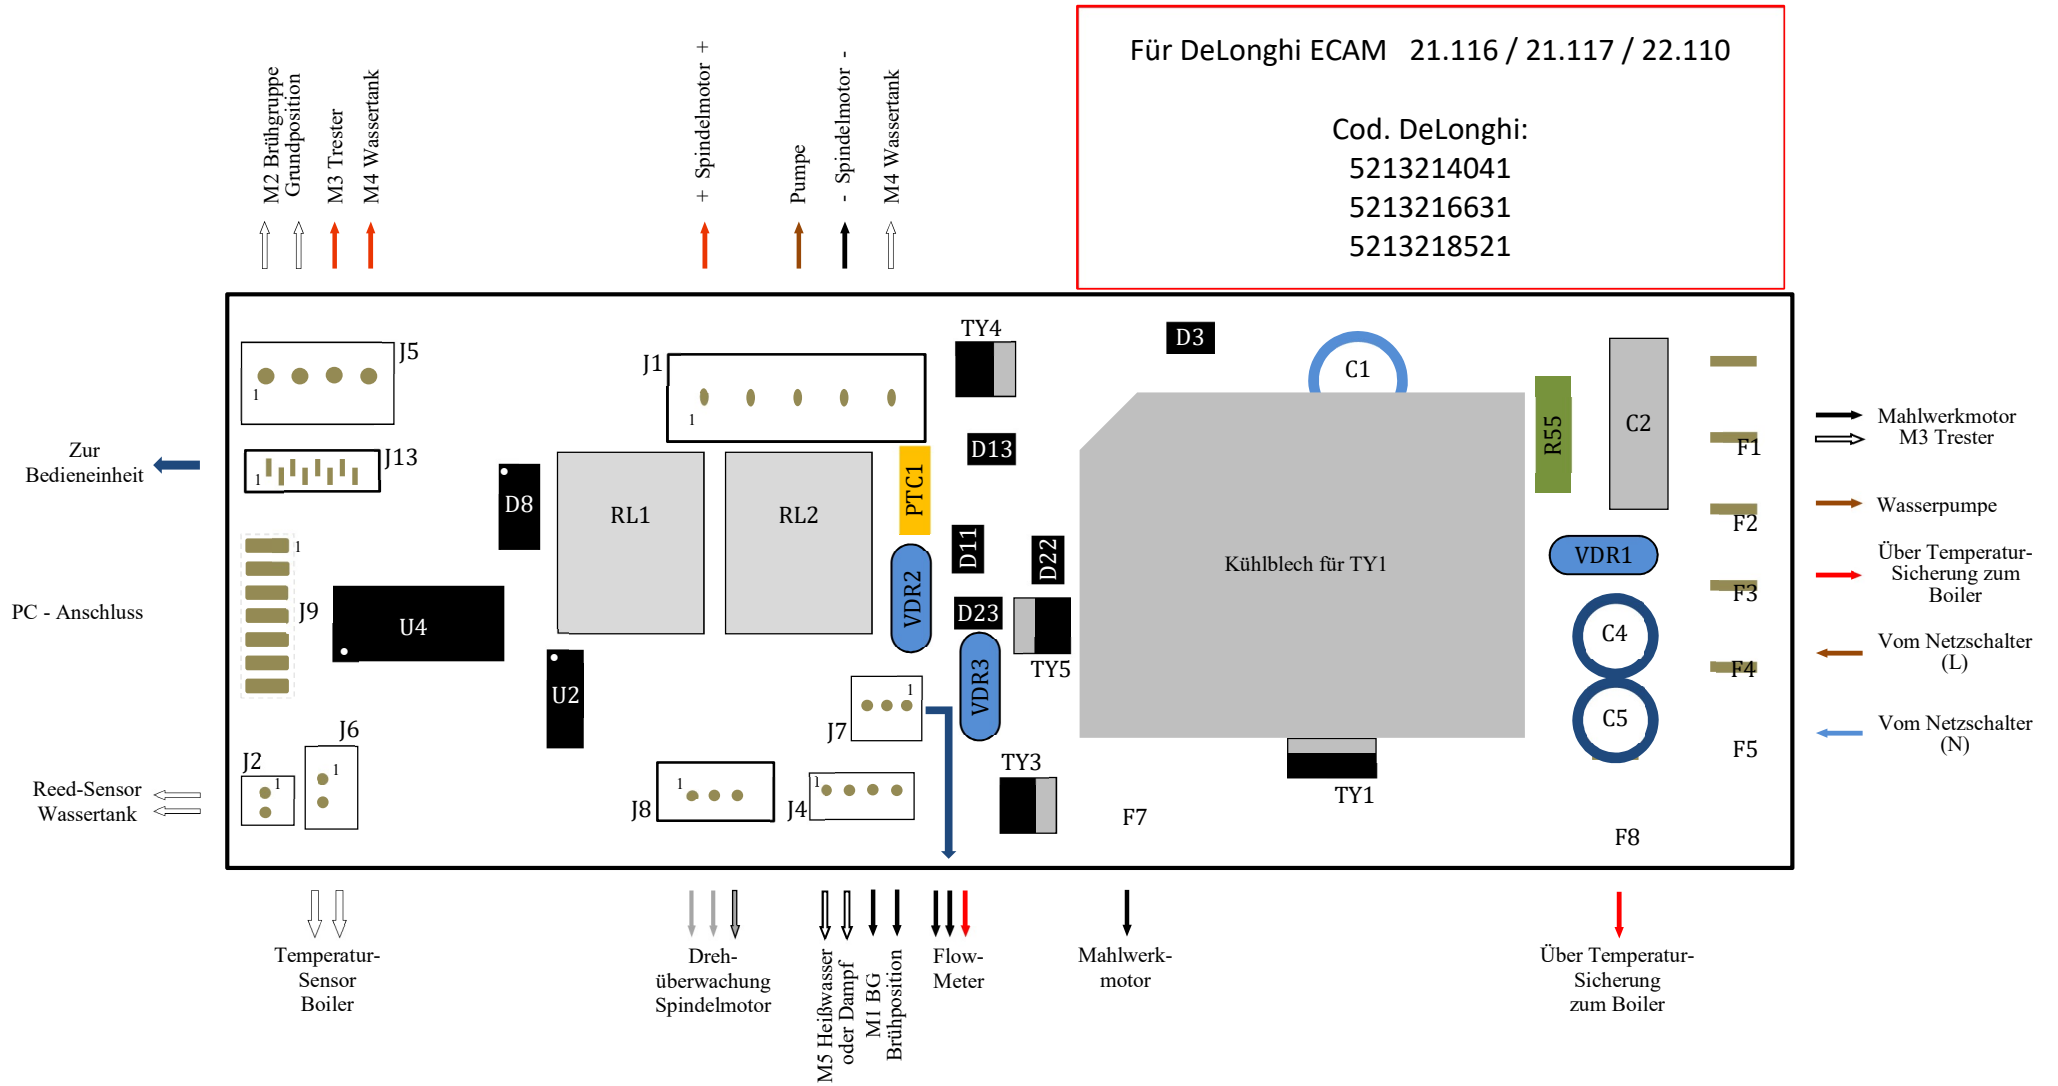 Für DeLonghi ECAM   21.116 / 21.117 / 22.110
Cod. DeLonghi:
5213214041
5213216631
5213218521
M2 Brühgruppe
Grundposition
M3 Trester
M4 Wassertank
+ Spindelmotor +
Pumpe
- Spindelmotor -
M4 Wassertank
J5
1
J1
1
TY4
D3
C1
R55
C2
F1
Mahlwerkmotor
M3 Trester
Zur
Bedieneinheit
J13
1
D8
RL1
RL2
PTC1
D13
F2
Wasserpumpe
D11
D22
Kühlblech für TY1
VDR1
F3
Über Temperatur-
Sicherung zum
Boiler
PC - Anschluss
1
J9
U4
VDR2
D23
TY5
C4
F4
Vom Netzschalter
(L)
U2
J7
1
VDR3
C5
F5
Vom Netzschalter
(N)
Reed-Sensor
Wassertank
J2
1
J6
1
J8
1
J4
1
TY3
F7
TY1
F8
Temperatur-
Sensor
Boiler
Dreh-
überwachung
Spindelmotor
M5 Heißwasser
oder Dampf
M1 BG
Brühposition
Flow-
Meter
Mahlwerk-
motor
Über Temperatur-
Sicherung
zum Boiler